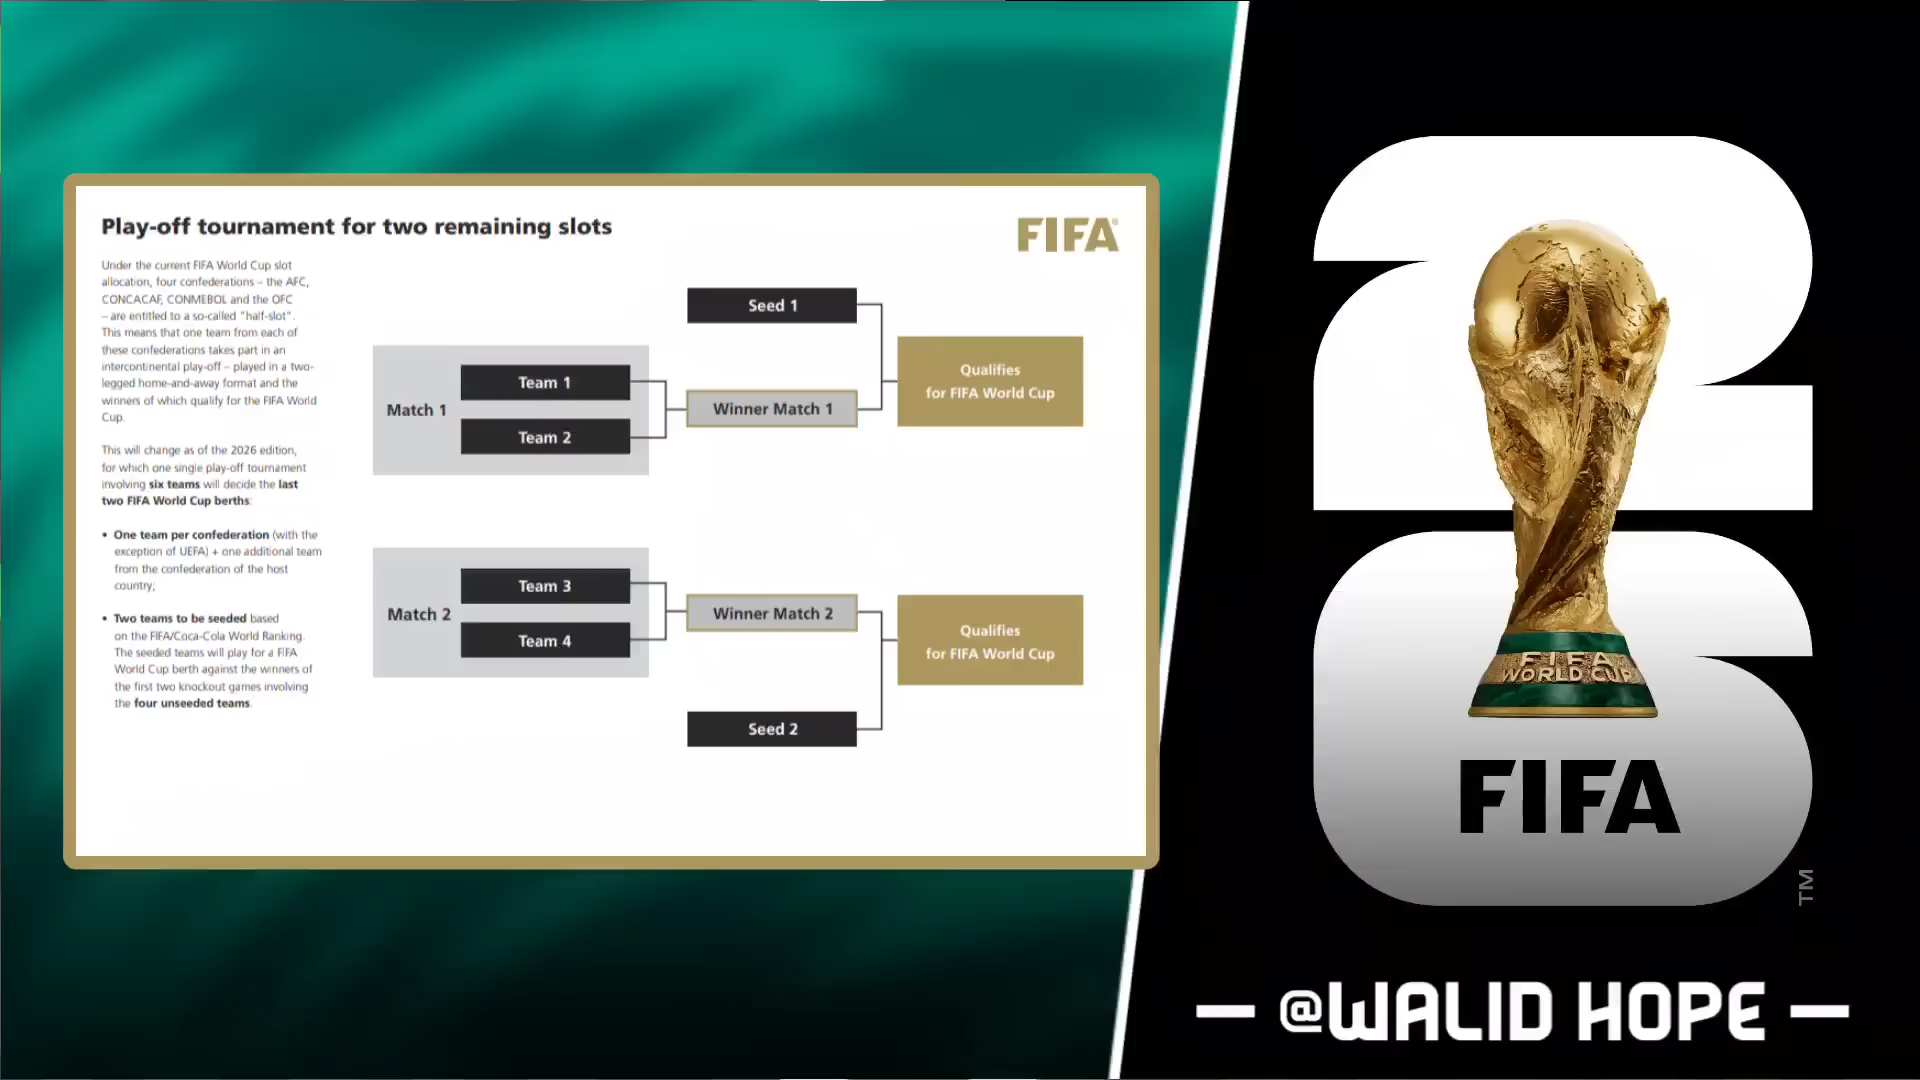 Play-off tournament for two remaining slots
FIFA
Under the current FIFA World Cup slot
allocation, four confederations – the AFC,
CONCACAF, CONMEBOL and the OFC
– are entitled to a so-called "half-slot".
This means that one team from each of
these confederations takes part in an
intercontinental play-off – played in a two-
legged home-and-away format and the
winners of which qualify for the FIFA World
Cup.
This will change as of the 2026 edition,
for which one single play-off tournament
involving six teams will decide the last
two FIFA World Cup berths:
• One team per confederation (with the
exception of UEFA) + one additional team
from the confederation of the host
country;
• Two teams to be seeded based
on the FIFA/Coca-Cola World Ranking.
The seeded teams will play for a FIFA
World Cup berth against the winners of
the first two knockout games involving
the four unseeded teams.
Seed 1
Match 1
Team 1
Team 2
Winner Match 1
Qualifies
for FIFA World Cup
Match 2
Team 3
Team 4
Winner Match 2
Qualifies
for FIFA World Cup
Seed 2
26
FIFA
WORLD CUP
FIFA
TM
— @WALID HOPE —